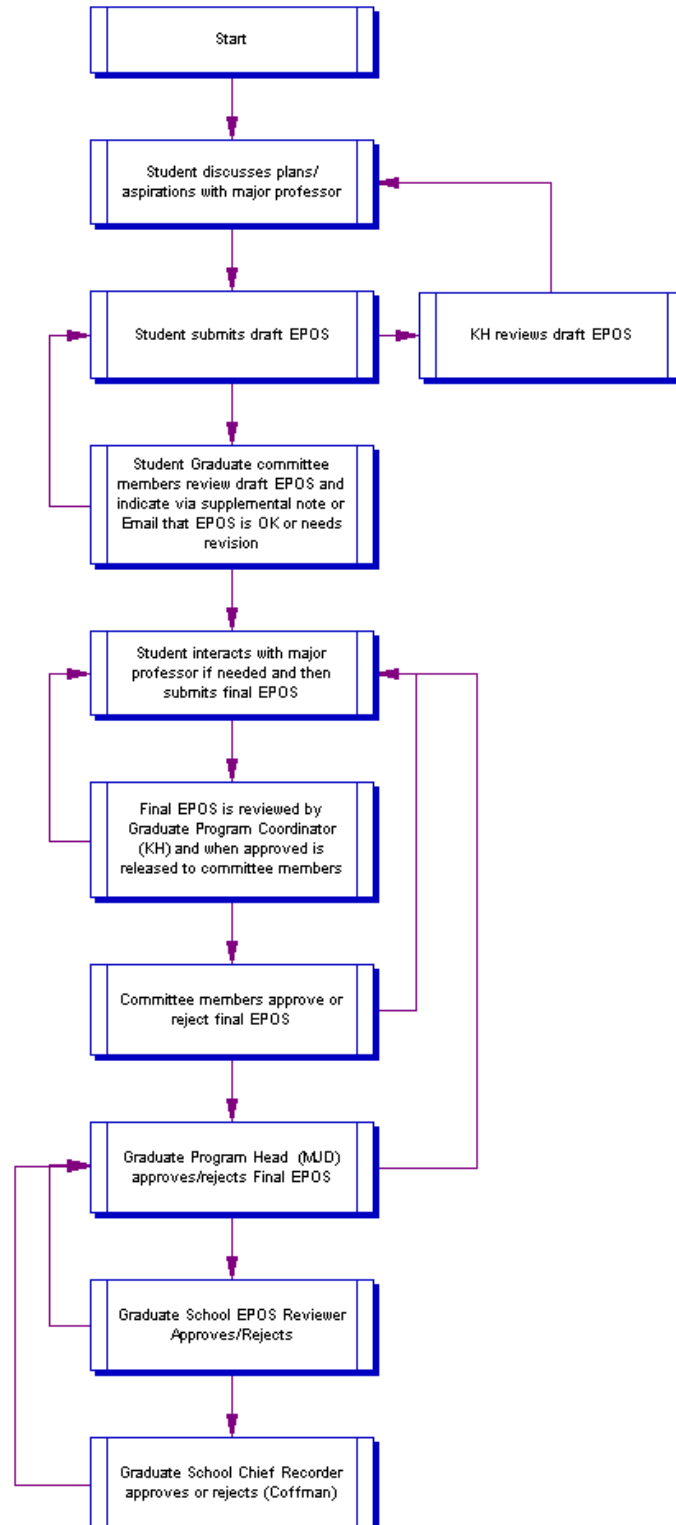 Start
Student discusses plans/
aspirations with major professor
Student submits draft EPOS
KH reviews draft EPOS
Student Graduate committee
members review draft EPOS and
indicate via supplemental note or
Email that EPOS is OK or needs
revision
Student interacts with major
professor if needed and then
submits final EPOS
Final EPOS is reviewed by
Graduate Program Coordinator
(KH) and when approved is
released to committee members
Committee members approve or
reject final EPOS
Graduate Program Head (MJD)
approves/rejects Final EPOS
Graduate School EPOS Reviewer
Approves/Rejects
Graduate School Chief Recorder
approves or rejects (Coffman)